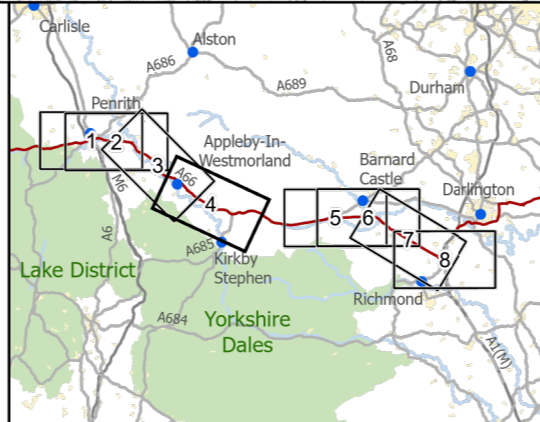 Carlisle
Alston
A68
A686
A689
Durham
Penrith
Appleby-In-
Westmorland
Barnard
Castle
Darlington
1
2
3
A66
4
5
6
7
8
M6
A6
A685
Kirkby
Stephen
Lake District
Richmond
A684
Yorkshire
Dales
A1(M)